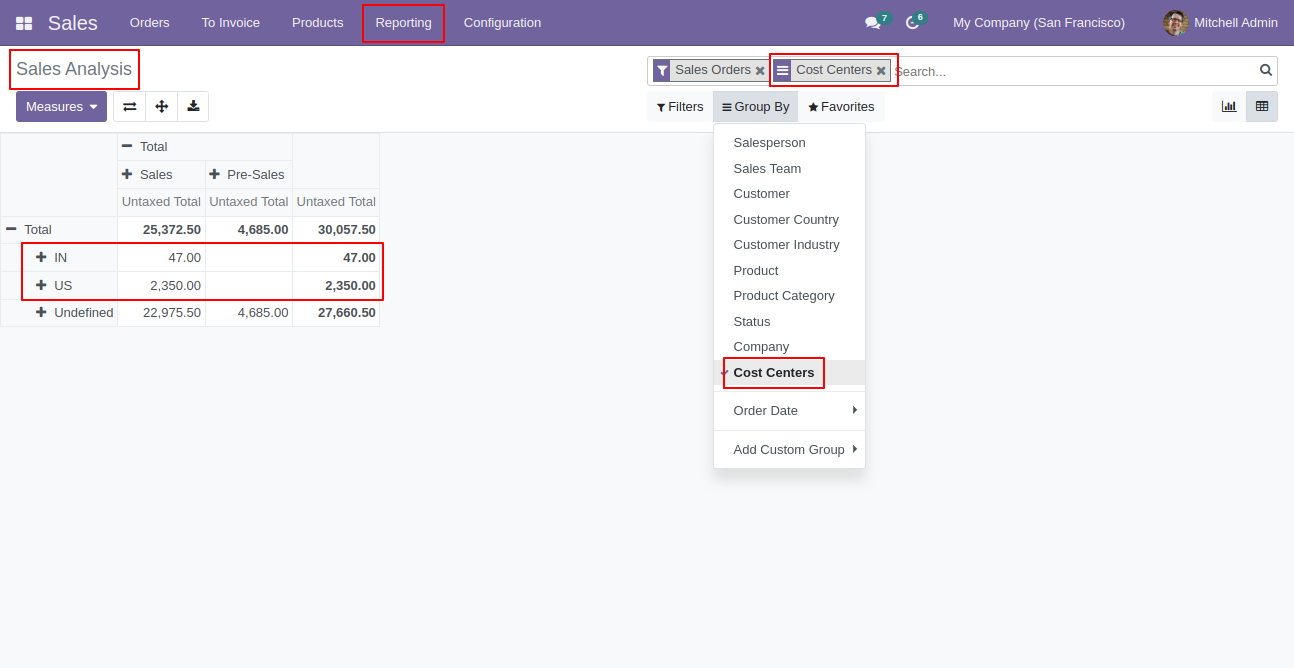 Sales Orders To Invoice Products Reporting Configuration 7 6 My Company (San Francisco) Mitchell Admin
Sales Analysis
Sales Orders Cost Centers Search...
Measures
Filters Group By Favorites
Total
Sales Pre-Sales
Untaxed Total Untaxed Total Untaxed Total
Total 25,372.50 4,685.00 30,057.50
IN 47.00 47.00
US 2,350.00 2,350.00
Undefined 22,975.50 4,685.00 27,660.50
Salesperson
Sales Team
Customer
Customer Country
Customer Industry
Product
Product Category
Status
Company
Cost Centers
Order Date
Add Custom Group